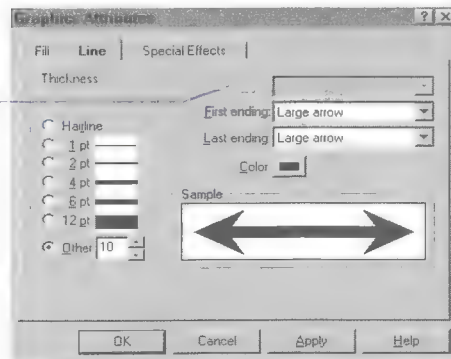 Graphics Attributes
Fill Line Special Effects
Thickness
First ending: Large arrow
Last ending Large arrow
Color
Hairline
1 pt
2 pt
4 pt
6 pt
12 pt
Other 10
Sample
OK Cancel Apply Help